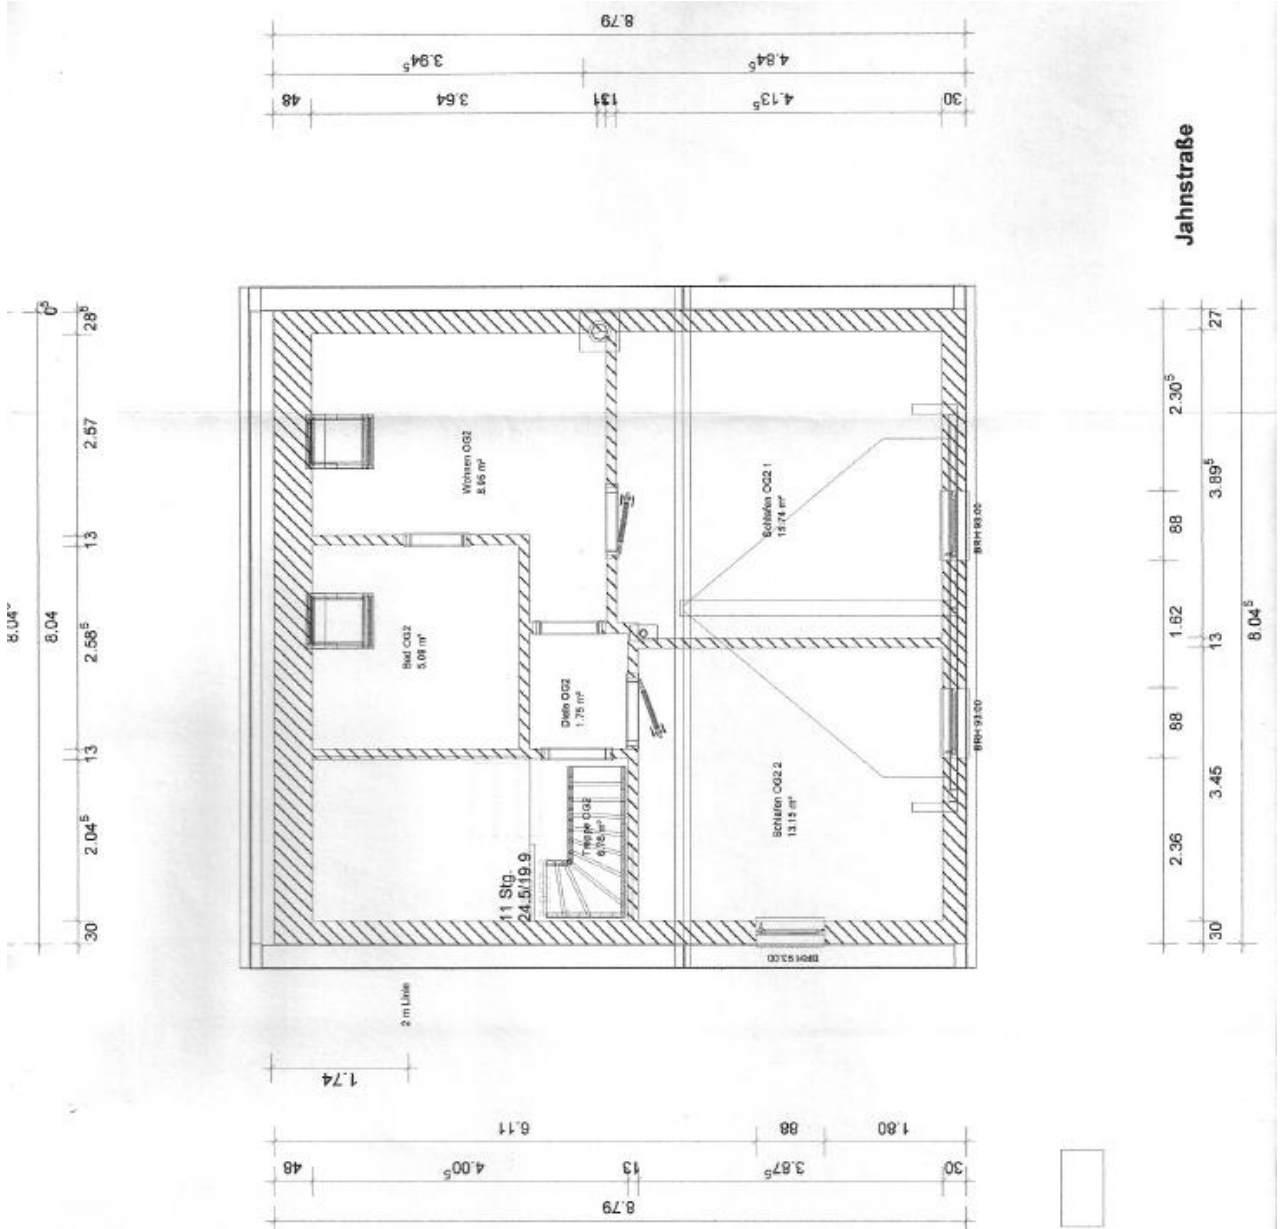 8.79
3.94⁵
4.84⁵
48
3.64
131
4.13⁵
30
Jahnstraße
8.04⁵
8.04
0⁵
28⁵
2.57
13
2.58⁵
13
2.04⁵
30
Wohnen OG2
8.95 m²
Bad OG2
5.09 m²
Diele OG2
1.75 m²
Treppe OG2
11 Stg.
24.5/19.9
Schlafen OG2.1
15.74 m²
Schlafen OG2.2
13.15 m²
BRH 93.00
BRH 93.00
BRH 93.00
2.30⁵
88
1.62
88
2.36
27
3.89⁵
13
3.45
30
8.04⁵
2 m Linie
1.74
6.11
88
1.80
48
4.00⁵
13
3.87⁵
30
8.79